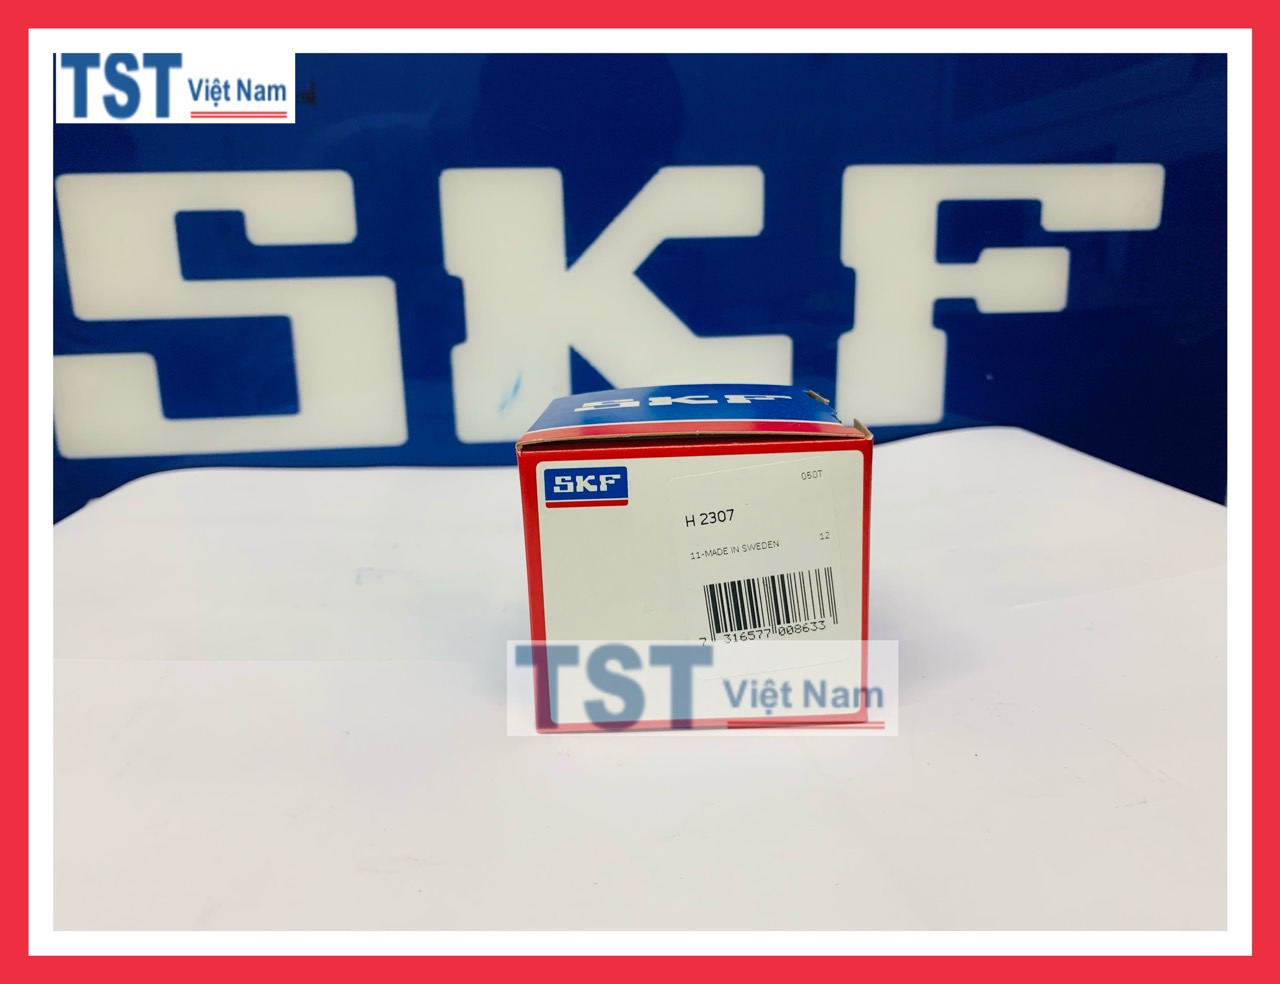 TST Việt Nam
SKF
SKF
SKF
050T
H 2307
11-MADE IN SWEDEN
12
7 316577 008633
TST Việt Nam